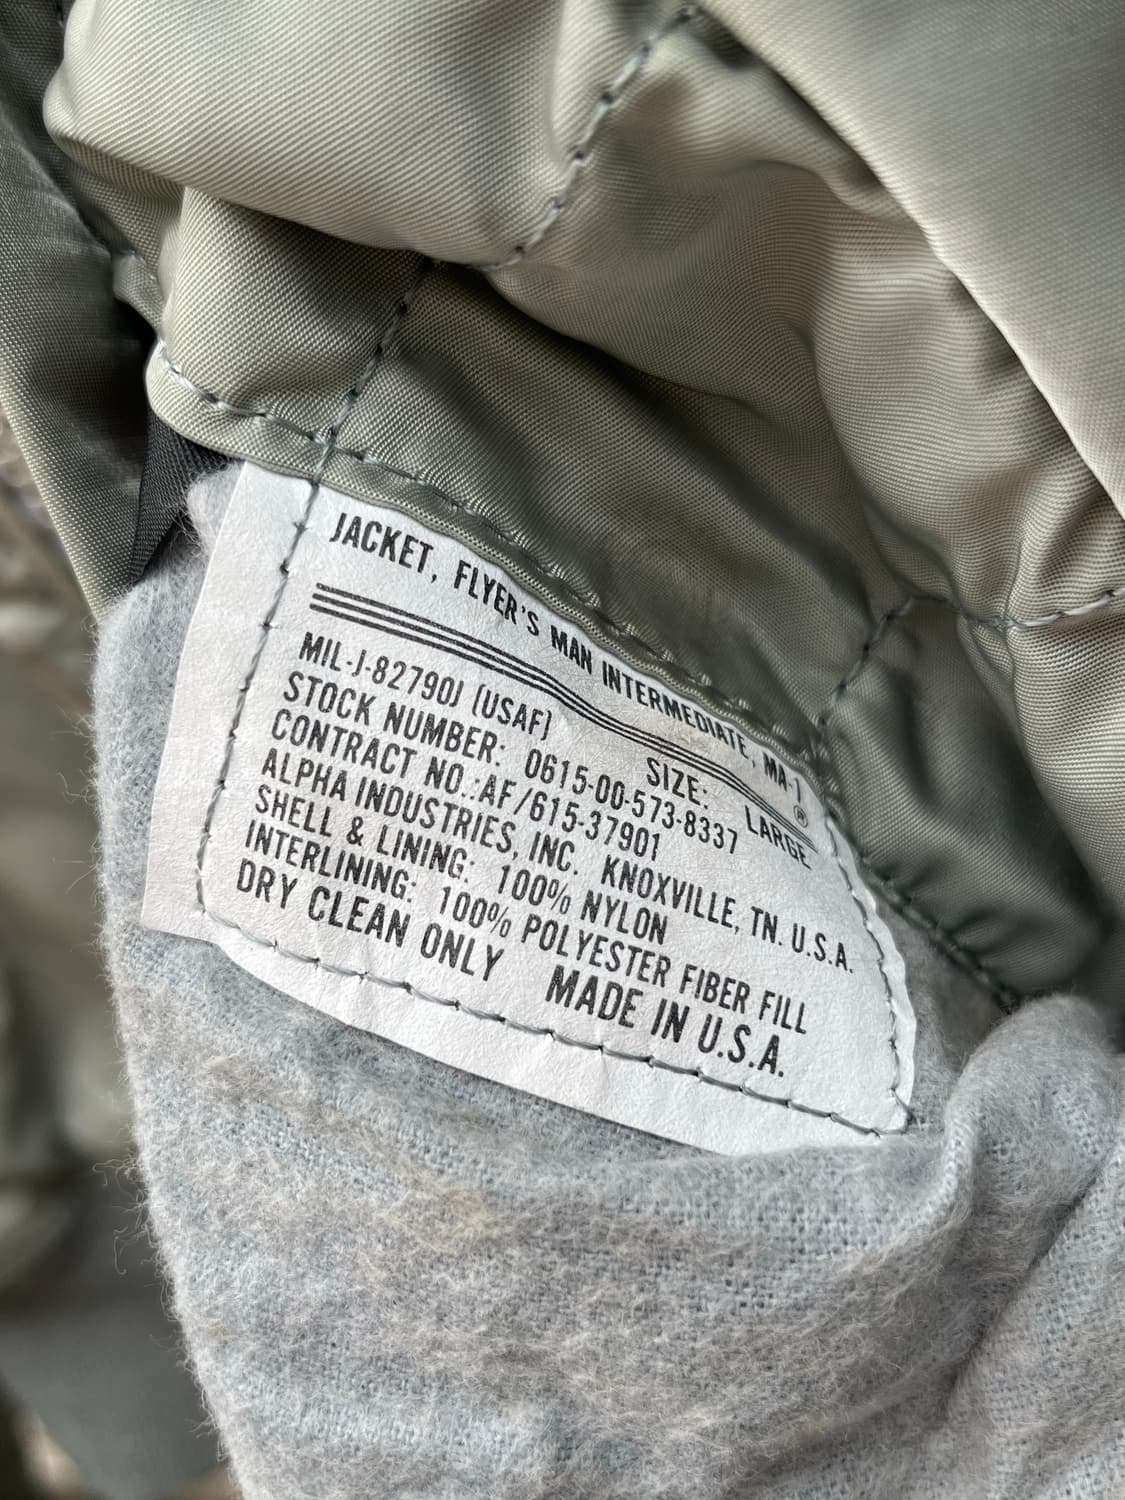 JACKET, FLYER'S MAN INTERMEDIATE, MA-1
®
MIL-J-82790J (USAF) SIZE: LARGE
STOCK NUMBER: 0615-00-573-8337
CONTRACT NO.:AF/615-37901
ALPHA INDUSTRIES, INC. KNOXVILLE, TN. U.S.A.
SHELL & LINING: 100% NYLON
INTERLINING: 100% POLYESTER FIBER FILL
DRY CLEAN ONLY MADE IN U.S.A.